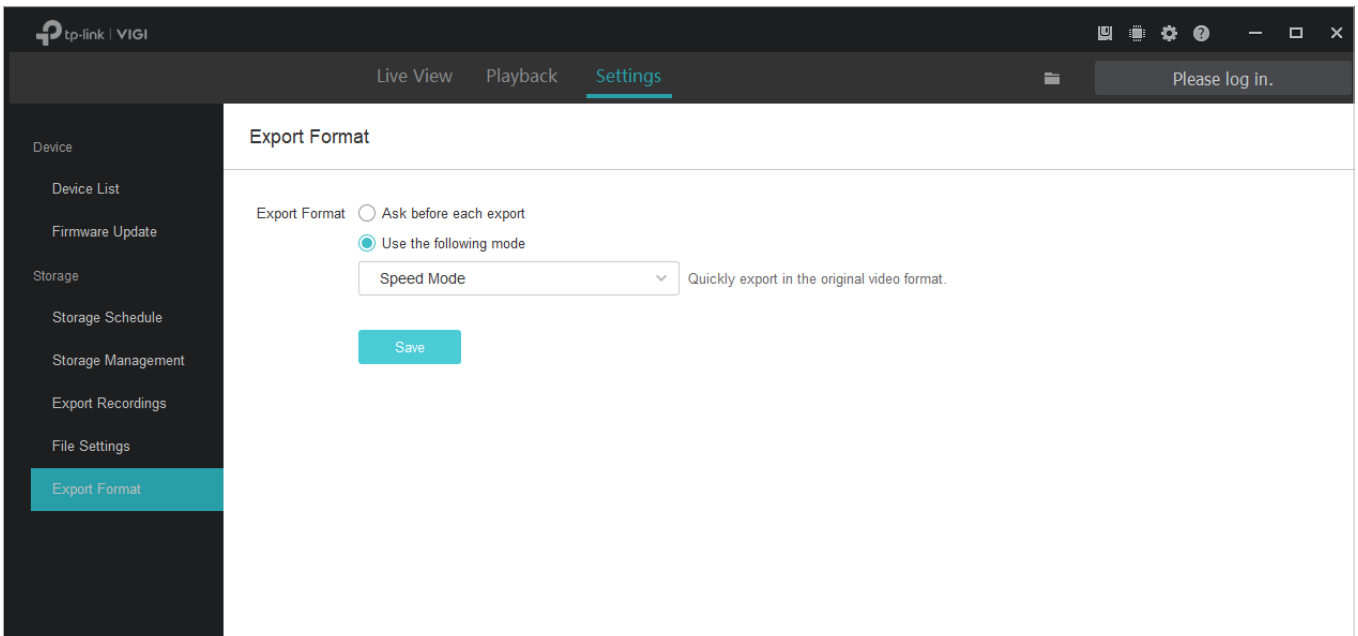 tp-link | VIGI
Live View Playback Settings Please log in.
Device
Device List
Firmware Update
Storage
Storage Schedule
Storage Management
Export Recordings
File Settings
Export Format
Export Format
Export Format Ask before each export
Use the following mode
Speed Mode Quickly export in the original video format.
Save